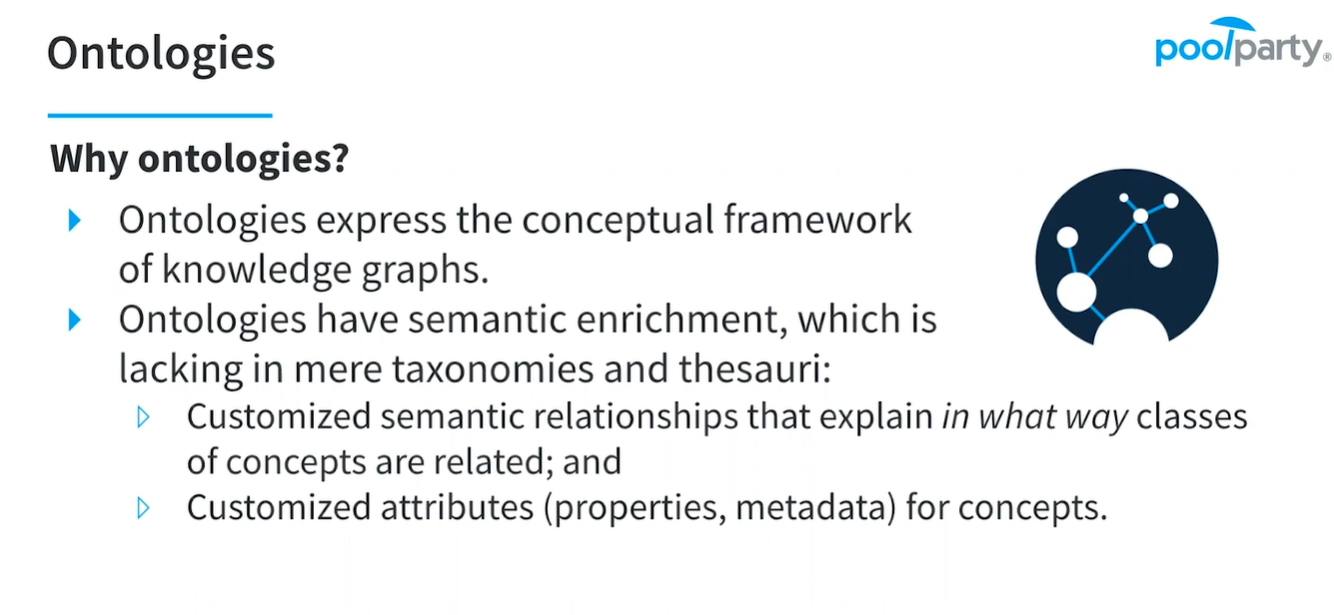 Ontologies
poolparty®
Why ontologies?
Ontologies express the conceptual framework
of knowledge graphs.
Ontologies have semantic enrichment, which is
lacking in mere taxonomies and thesauri:
Customized semantic relationships that explain in what way classes
of concepts are related; and
Customized attributes (properties, metadata) for concepts.